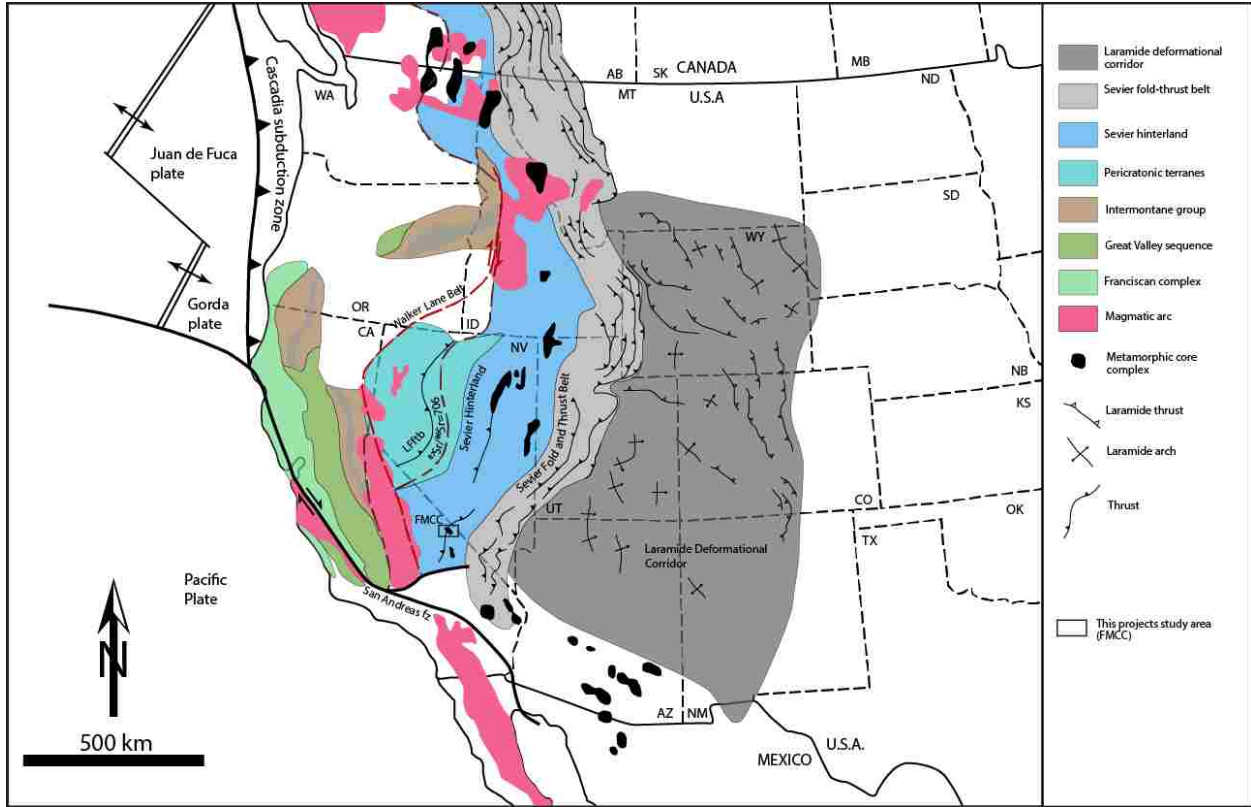 WA
AB
SK
CANADA
MB
ND
MT
U.S.A
Cascadia subduction zone
Juan de Fuca
plate
SD
WY
Gorda
plate
OR
CA
Walker Lane Belt
ID
NV
NB
KS
LFftb
⁸⁷Sr/⁸⁶Sr=.706
Sevier Hinterland
Sevier Fold and Thrust Belt
FMCC
UT
CO
OK
TX
Laramide Deformational
Corridor
Pacific
Plate
San Andreas fz
N
500 km
AZ
NM
U.S.A.
MEXICO
Laramide deformational
corridor
Sevier fold-thrust belt
Sevier hinterland
Pericratonic terranes
Intermontane group
Great Valley sequence
Franciscan complex
Magmatic arc
Metamorphic core
complex
Laramide thrust
Laramide arch
Thrust
This projects study area
(FMCC)